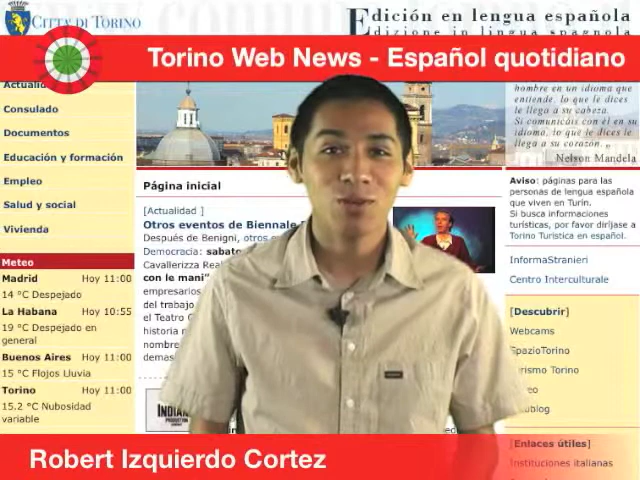 CITTÀ DI TORINO
Edición en lengua española
Edizione in lingua spagnola
Torino Web News - Español quotidiano
Actualidad
Consulado
Documentos
Educación y formación
Empleo
Salud y social
Vivienda
Meteo
Madrid Hoy 11:00
14 °C Despejado
La Habana Hoy 10:55
19 °C Despejado en
general
Buenos Aires Hoy 11:00
15 °C Flojos Lluvia
Torino Hoy 11:00
15.2 °C Nubosidad
variable
Página inicial
[Actualidad ]
Otros eventos de Biennale
Después de Benigni, otros
Democracia: sabato
Cavallerizza Rea
con le mani"
empresarios
del trabajo
el Teatro
historia
nombre
demas
INDIAN
PRODUCTION
hombre en un idioma que
entiende, lo que le dices
le llega a su cabeza.
Si comunicáis con él en su
idioma, lo que le dices le
llega a su corazón.„
Nelson Mandela
Aviso: páginas para las
personas de lengua española
que viven en Turín.
Si busca informaciones
turísticas, por favor diríjase a
Torino Turistica en español.
InformaStranieri
Centro Interculturale
[Descubrir]
Webcams
SpazioTorino
Turismo Torino
blog
[Enlaces útiles]
Instituciones italianas
Robert Izquierdo Cortez